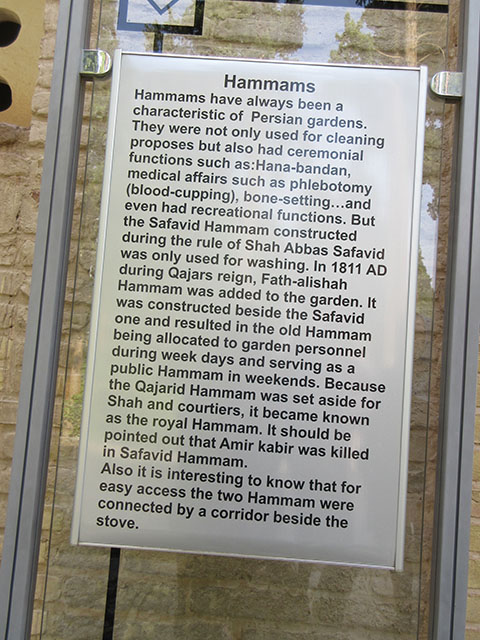 Hammams
Hammams have always been a
characteristic of Persian gardens.
They were not only used for cleaning
proposes but also had ceremonial
functions such as:Hana-bandan,
medical affairs such as phlebotomy
(blood-cupping), bone-setting...and
even had recreational functions. But
the Safavid Hammam constructed
during the rule of Shah Abbas Safavid
was only used for washing. In 1811 AD
during Qajars reign, Fath-alishah
Hammam was added to the garden. It
was constructed beside the Safavid
one and resulted in the old Hammam
being allocated to garden personnel
during week days and serving as a
public Hammam in weekends. Because
the Qajarid Hammam was set aside for
Shah and courtiers, it became known
as the royal Hammam. It should be
pointed out that Amir kabir was killed
in Safavid Hammam.
Also it is interesting to know that for
easy access the two Hammam were
connected by a corridor beside the
stove.